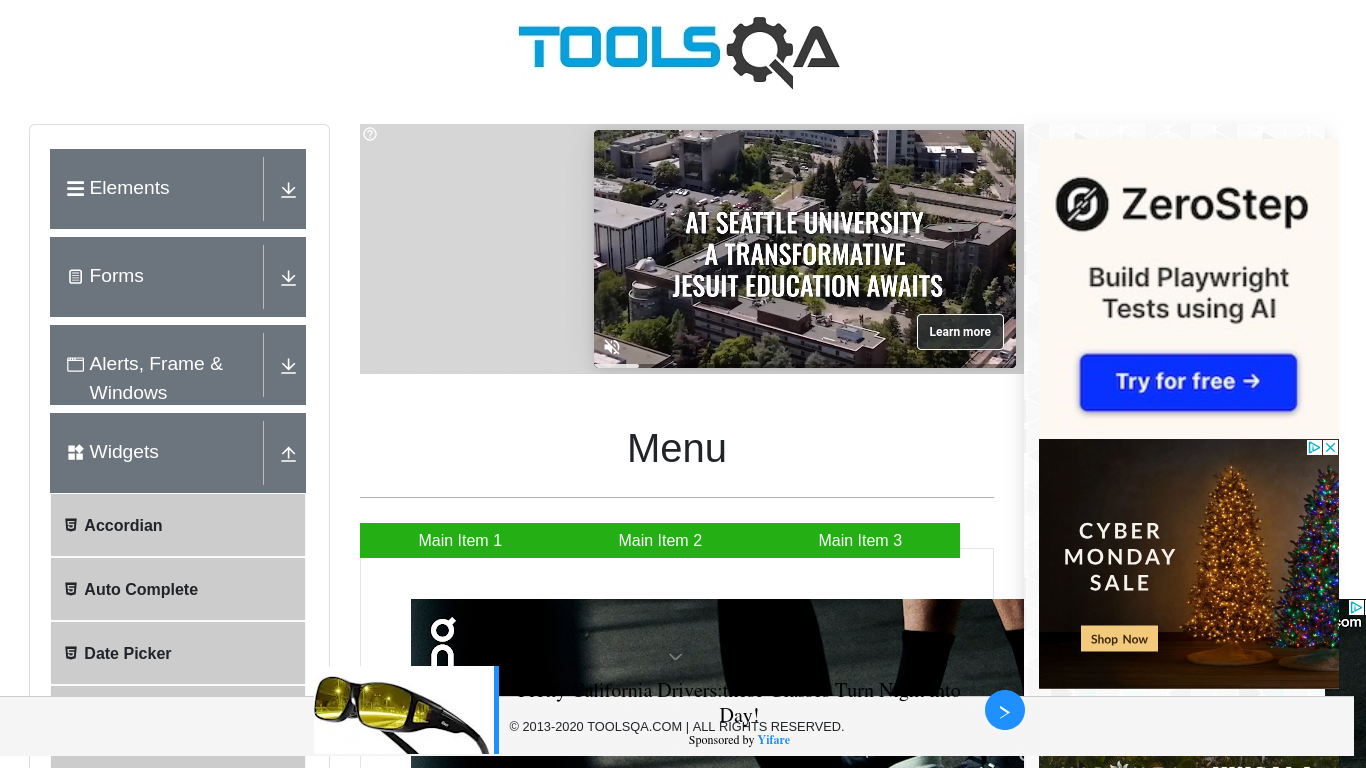 TOOLSQA
Elements
Forms
Alerts, Frame &
Windows
Widgets
Accordian
Auto Complete
Date Picker
AT SEATTLE UNIVERSITY
A TRANSFORMATIVE
JESUIT EDUCATION AWAITS
Learn more
Menu
Main Item 1
Main Item 2
Main Item 3
ZeroStep
Build Playwright
Tests using AI
Try for free →
CYBER
MONDAY
SALE
Shop Now
com
California Drivers:these Glasses Turn Night Into
Day!
© 2013-2020 TOOLSQA.COM | ALL RIGHTS RESERVED.
Sponsored by Yifare